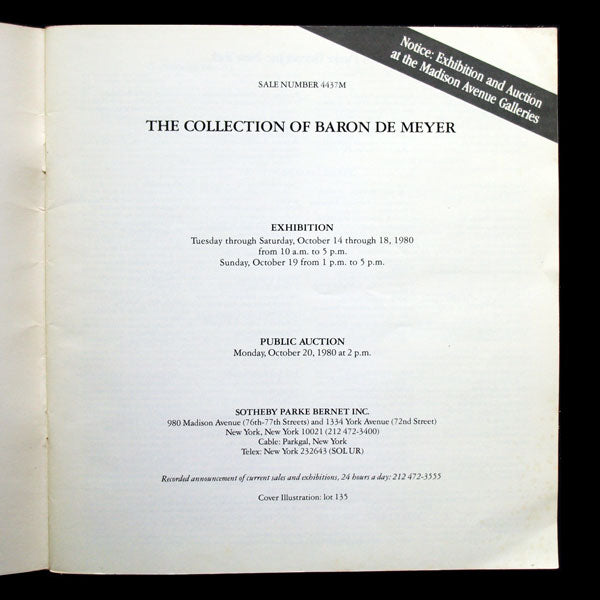 Notice: Exhibition and Auction
at the Madison Avenue Galleries
SALE NUMBER 4437M
THE COLLECTION OF BARON DE MEYER
EXHIBITION
Tuesday through Saturday, October 14 through 18, 1980
from 10 a.m. to 5 p.m.
Sunday, October 19 from 1 p.m. to 5 p.m.
PUBLIC AUCTION
Monday, October 20, 1980 at 2 p.m.
SOTHEBY PARKE BERNET INC.
980 Madison Avenue (76th-77th Streets) and 1334 York Avenue (72nd Street)
New York, New York 10021 (212 472-3400)
Cable: Parkgal, New York
Telex: New York 232643 (SOLUR)
Recorded announcement of current sales and exhibitions, 24 hours a day: 212 472-3555
Cover Illustration: lot 135